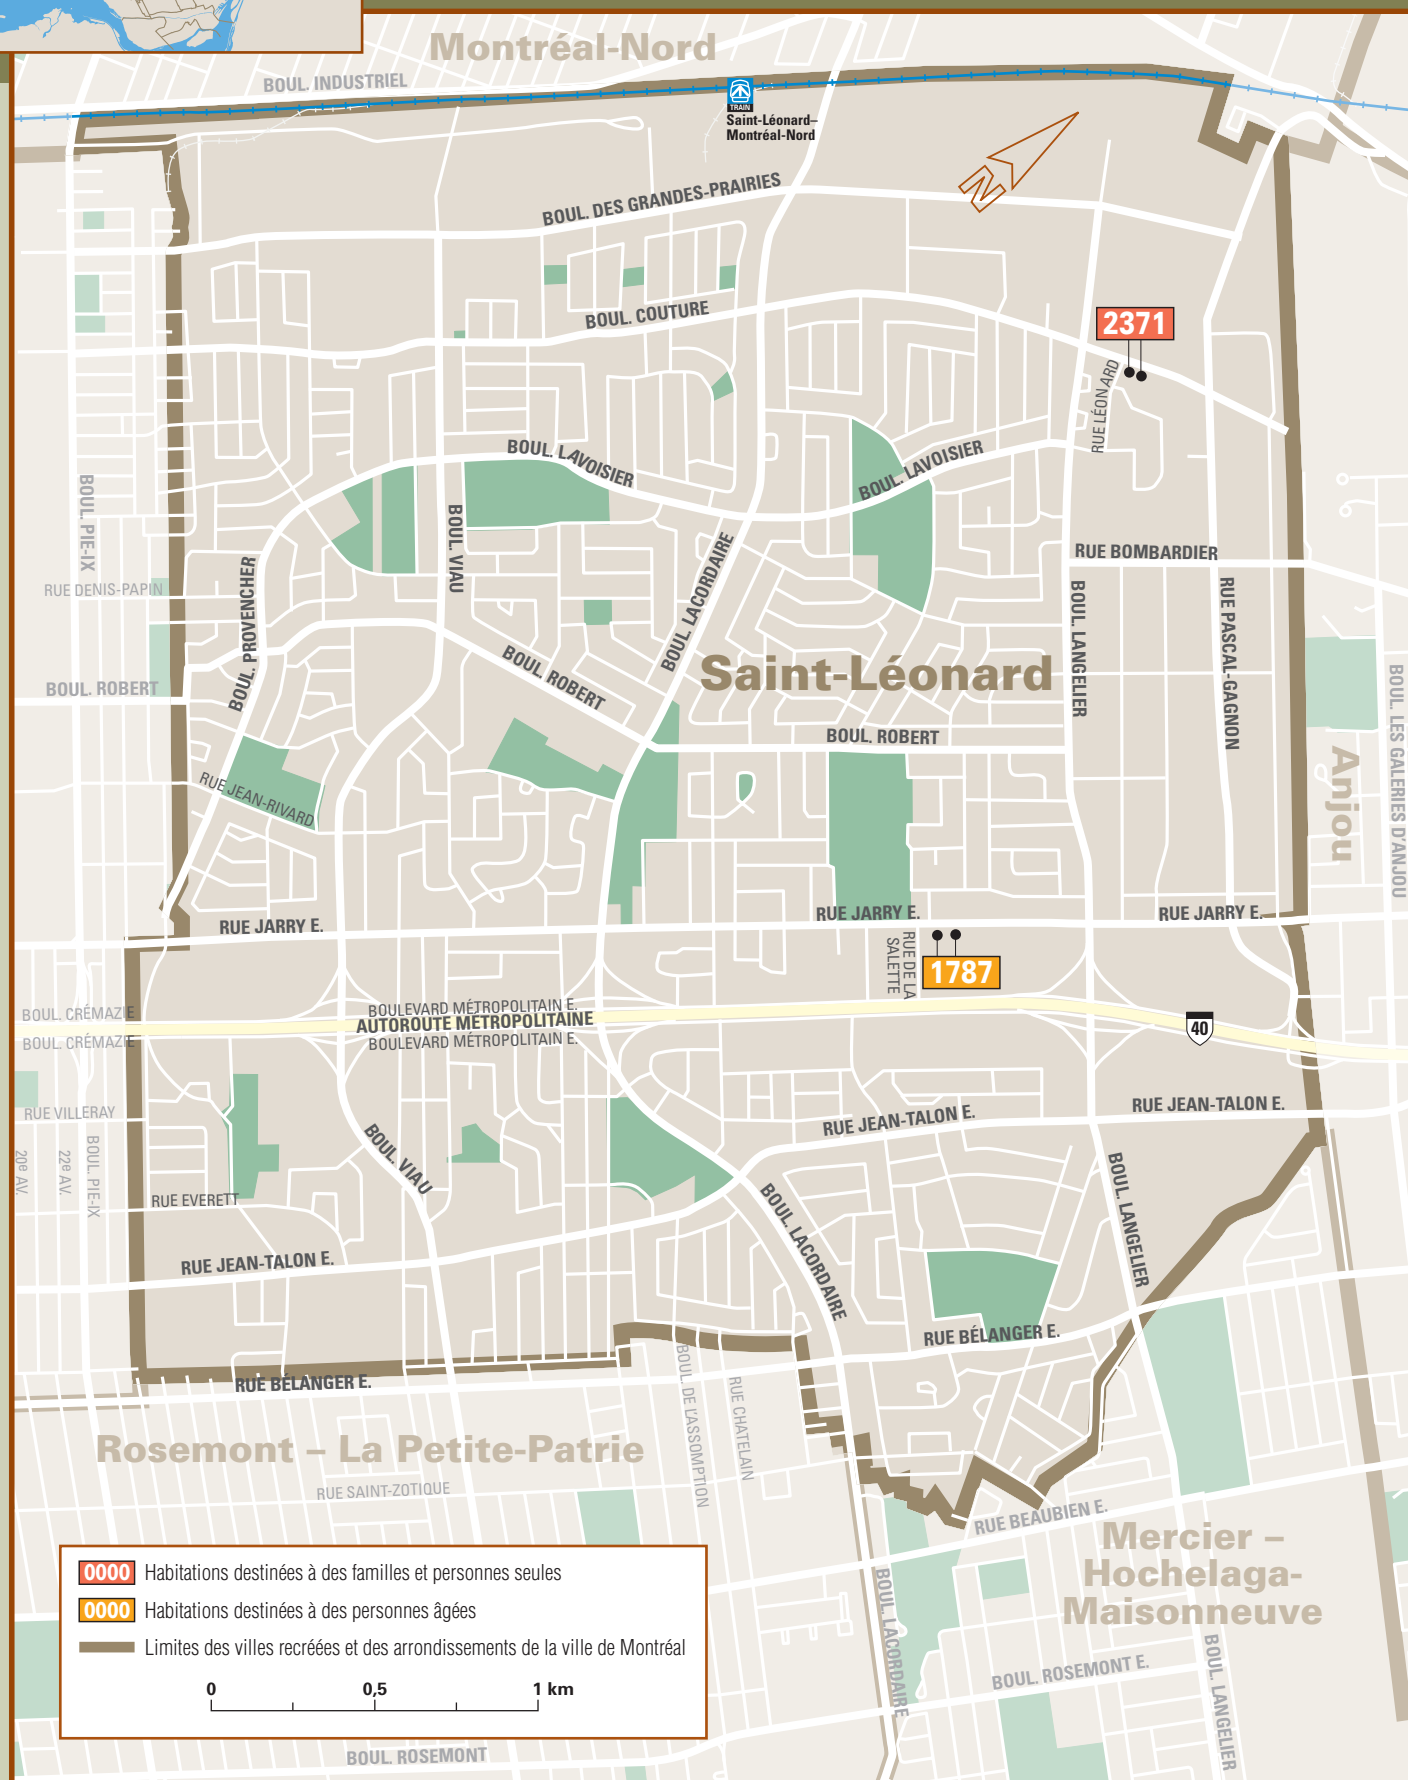 Montréal-Nord
BOUL. INDUSTRIEL
TRAIN
Saint-Léonard–
Montréal-Nord
N
BOUL. DES GRANDES-PRAIRIES
BOUL. COUTURE
2371
RUE LÉONARD
BOUL. LAVOISIER
BOUL. LAVOISIER
BOUL. PIE-IX
BOUL. VIAU
BOUL LACORDAIRE
RUE BOMBARDIER
RUE DENIS-PAPIN
BOUL. PROVENCHER
BOUL. LANGELIER
RUE PASCAL-GAGNON
BOUL. ROBERT
BOUL. ROBERT
Saint-Léonard
BOUL. ROBERT
BOUL. LES GALERIES D'ANJOU
Anjou
RUE JEAN-RIVARD
RUE JARRY E.
RUE JARRY E.
RUE JARRY E.
RUE DE LA
SALETTE
1787
BOUL. CRÉMAZIE
BOULEVARD MÉTROPOLITAIN E.
AUTOROUTE MÉTROPOLITAINE
BOULEVARD MÉTROPOLITAIN E.
BOUL. CRÉMAZIE
40
RUE VILLERAY
RUE JEAN-TALON E.
RUE JEAN-TALON E.
20e AV.
22e AV.
BOUL. PIE-IX
BOUL. VIAU
RUE EVERETT
BOUL. LACORDAIRE
BOUL. LANGELIER
RUE JEAN-TALON E.
RUE BÉLANGER E.
RUE BÉLANGER E.
BOUL. DE L'ASSOMPTION
RUE CHATELAIN
Rosemont – La Petite-Patrie
RUE SAINT-ZOTIQUE
RUE BEAUBIEN E.
Mercier –
Hochelaga-
Maisonneuve
BOUL. LACORDAIRE
BOUL. ROSEMONT E.
BOUL. LANGELIER
0000 Habitations destinées à des familles et personnes seules
0000 Habitations destinées à des personnes âgées
Limites des villes recréées et des arrondissements de la ville de Montréal
0 0,5 1 km
BOUL. ROSEMONT